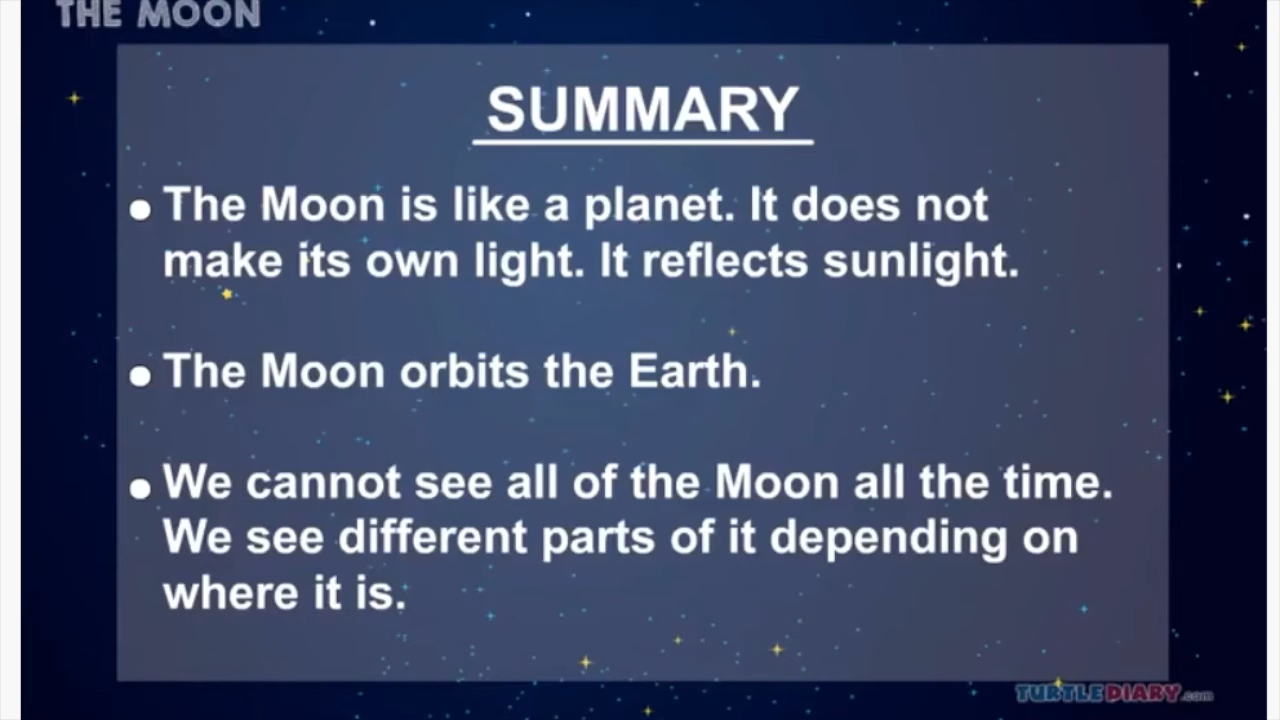 THE MOON
SUMMARY
• The Moon is like a planet. It does not
make its own light. It reflects sunlight.
• The Moon orbits the Earth.
• We cannot see all of the Moon all the time.
We see different parts of it depending on
where it is.
TURTLEDIARY.com